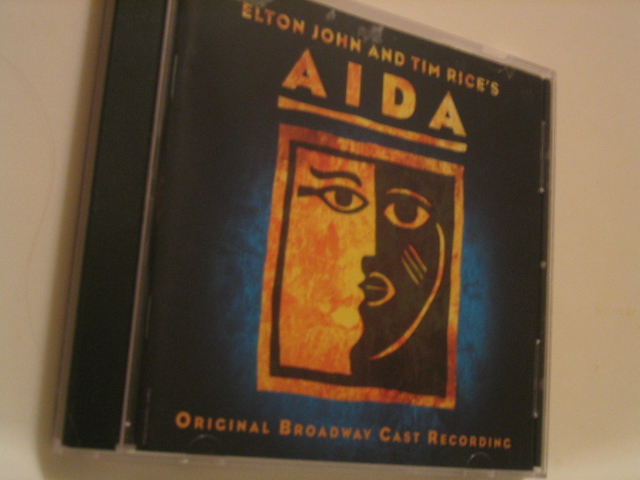 ELTON JOHN AND TIM RICE'S
AIDA
ORIGINAL BROADWAY CAST RECORDING